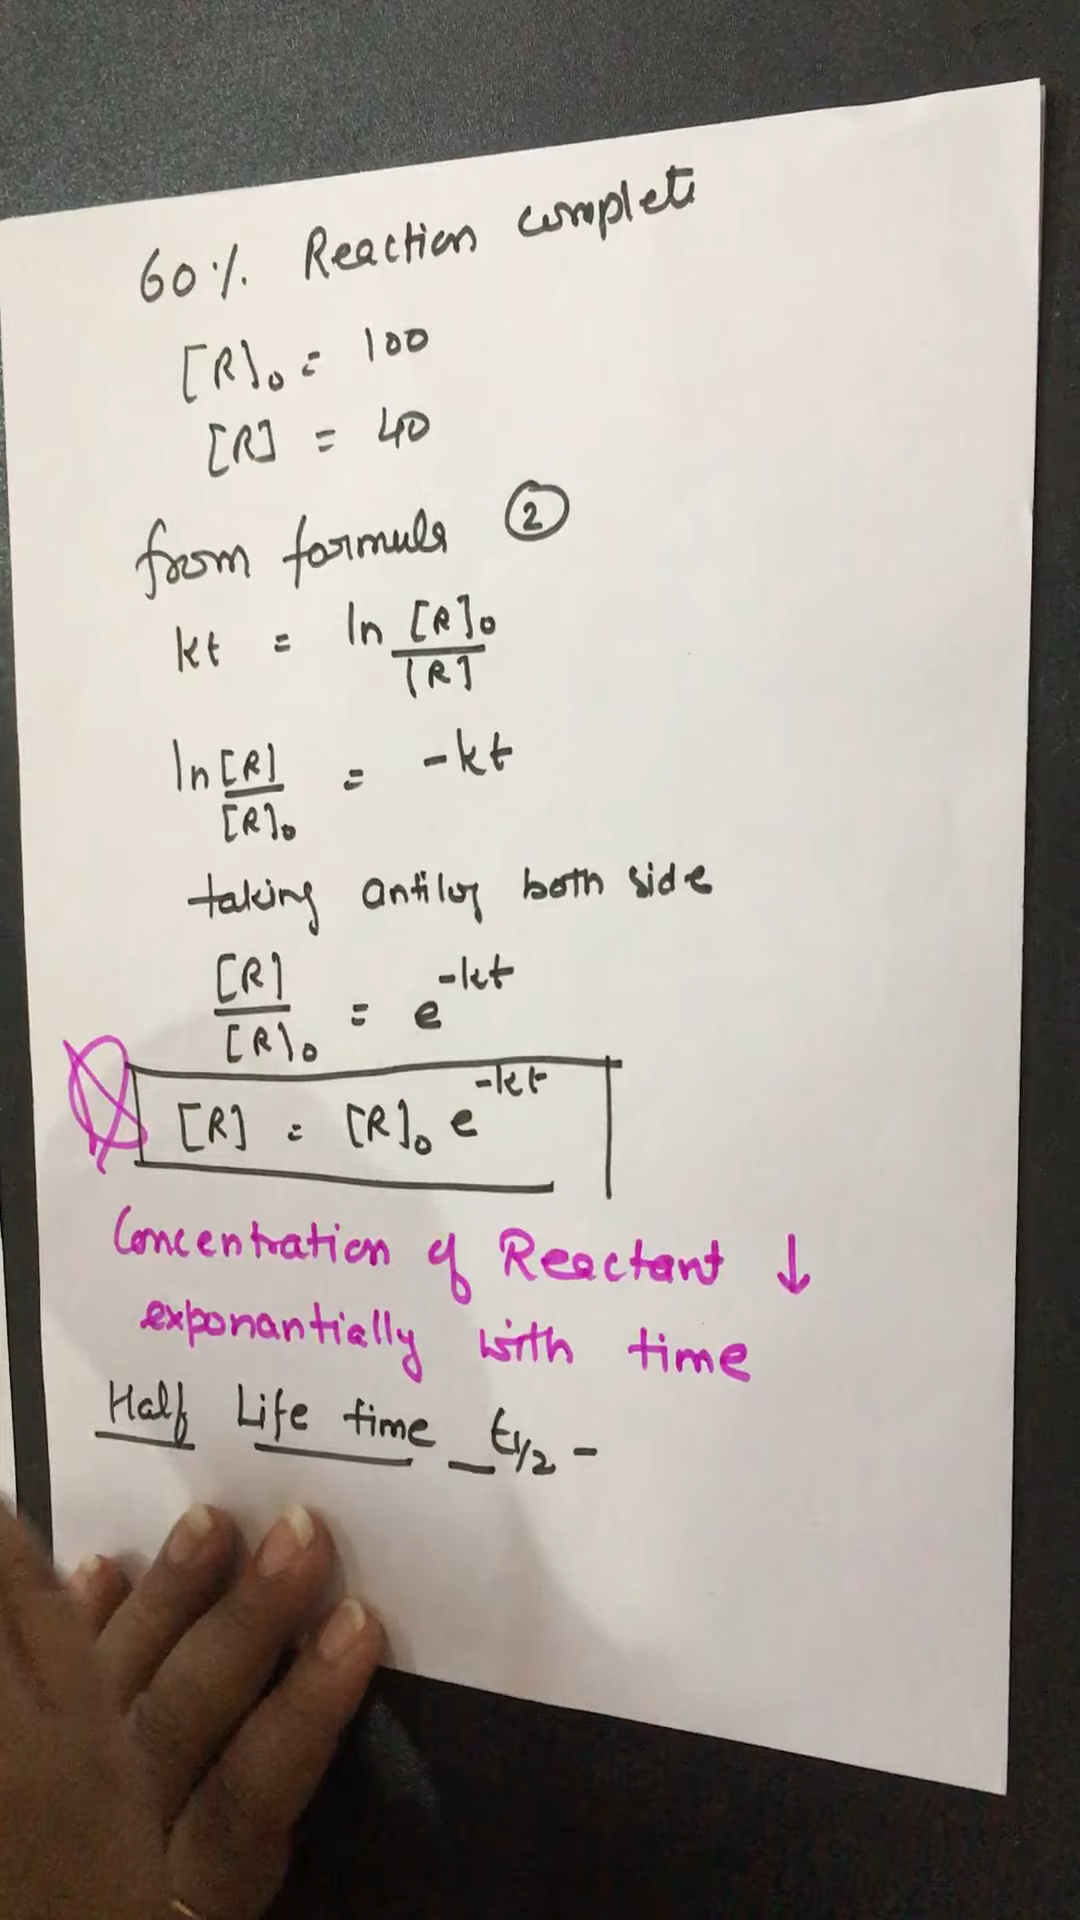 60%. Reaction complete
[R]₀ = 100
[R] = 40
from formula ②
kt = ln [R]₀/[R]
ln [R]/[R]₀ = -kt
taking antilog both side
[R]/[R]₀ = e^-kt
[R] = [R]₀ e^-kt
Concentration of Reactant ↓
exponantially with time
Half Life time t1/2 -